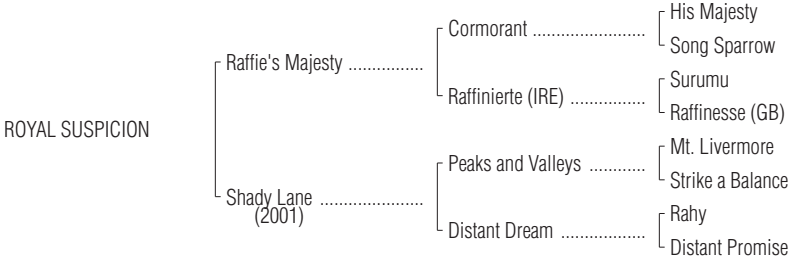 His Majesty
Cormorant ........................
Song Sparrow
Raffie's Majesty ................
Surumu
Raffinierte (IRE) ................
Raffinesse (GB)
ROYAL SUSPICION
Mt. Livermore
Peaks and Valleys ............
Strike a Balance
Shady Lane ......................
(2001)
Rahy
Distant Dream ..................
Distant Promise